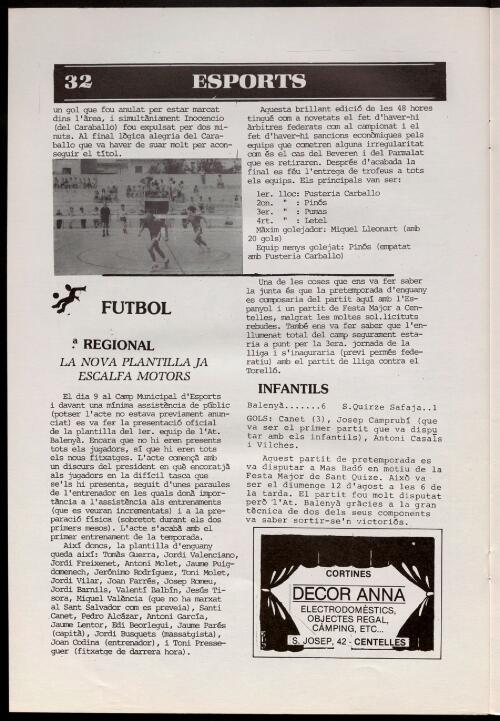 32 ESPORTS
un gol que fou anulat per estar marcat
dins l'àrea, i simultàniament Inocencio
(del Caraballo) fou expulsat per dos mi-
nuts. Al final lògica alegria del Cara-
ballo que va haver de suar molt per acon-
seguir el títol.
FUTBOL
.ª REGIONAL
LA NOVA PLANTILLA JA
ESCALFA MOTORS
El dia 9 al Camp Municipal d'Esports
i davant una mínima assistència de públic
(potser l'acte no estava previament anun-
ciat) es va fer la presentació oficial
de la plantilla del 1er. equip de l'At.
Balenyà. Encara que no hi eren presents
tots els jugadors, sí que hi eren tots
els nous fitxatges. L'acte començà amb
un discurs del president en què encoratjà
als jugadors en la difícil tasca que
se'ls hi presenta, seguit d'unes paraules
de l'entrenador en les quals donà impor-
tància a l'assistència als entrenaments
(que es veuran incrementats) i a la pre-
paració física (sobretot durant els dos
primers mesos). L'acte s'acabà amb el
primer entrenament de la temporada.
Així doncs, la plantilla d'enguany
queda així: Tomàs Guerra, Jordi Valenciano,
Jordi Freixenet, Antoni Molet, Jaume Puig-
domenech, Jerònimo Rodríguez, Toni Molet,
Jordi Vilar, Joan Parrés, Josep Romeu,
Jordi Barnils, Valentí Balbín, Jesús Ti-
sora, Miquel València (que no ha marxat
al Sant Salvador com es preveia), Santi
Canet, Pedro Alcázar, Antoni García,
Jaume Lentor, Edi Beorlegui, Jaume Parés
(capità), Jordi Busquets (massatgista),
Joan Codina (entrenador), i Toni Presse-
guer (fitxatge de darrera hora).
Aquesta brillant edició de les 48 hores
tingué com a novetats el fet d'haver-hi
àrbitres federats com al campionat i el
fet d'haver-hi sancions econòmiques pels
equips que cometren alguna irregularitat
com és el cas del Beveren i del Parmalat
que es retiraren. Després d'acabada la
final es féu l'entrega de trofeus a tots
els equips. Els principals van ser:
1er. lloc: Fusteria Carballo
2on. " : Pinós
3er. " : Pumas
4rt. " : Letel
Màxim golejador: Miquel Lleonart (amb
20 gols)
Equip menys golejat: Pinós (empatat
amb Fusteria Carballo)
Una de les coses que ens va fer saber
la junta és que la pretemporada d'enguany
es composaria del partit aquí amb l'Es-
panyol i un partit de Festa Major a Cen-
telles, malgrat les moltes sol.licituts
rebudes. També ens va fer saber que l'en-
llumenat total del camp segurament esta-
ria a punt per la 3era. jornada de la
lliga i s'inaguraria (previ permés fede-
ratiu) amb el partit de lliga contra el
Torelló.
INFANTILS
Balenyà.......6 S.Quirze Safaja..1
GOLS: Canet (3), Josep Camprubí (que
va ser el primer partit que va dispu
tar amb els infantils), Antoni Casals
i Vilches.
Aquest partit de pretemporada es
va disputar a Mas Badó en motiu de la
Festa Major de Sant Quize. Això va
ser el diumenge 12 d'agost a les 6 de
la tarda. El partit fou molt disputat
però l'At. Balenyà gràcies a la gran
tècnica de dos dels seus components
va saber sortir-se'n victoriós.
CORTINES
DECOR ANNA
ELECTRODOMÈSTICS,
OBJECTES REGAL,
CÀMPING, ETC...
S. JOSEP, 42 - CENTELLES